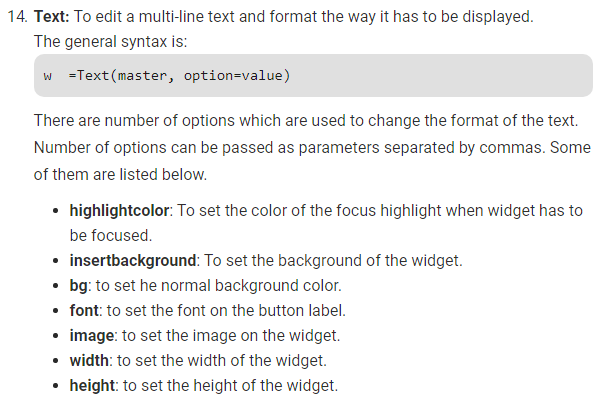 14. Text: To edit a multi-line text and format the way it has to be displayed.
The general syntax is:
w  =Text(master, option=value)
There are number of options which are used to change the format of the text.
Number of options can be passed as parameters separated by commas. Some
of them are listed below.
• highlightcolor: To set the color of the focus highlight when widget has to
be focused.
• insertbackground: To set the background of the widget.
• bg: to set he normal background color.
• font: to set the font on the button label.
• image: to set the image on the widget.
• width: to set the width of the widget.
• height: to set the height of the widget.